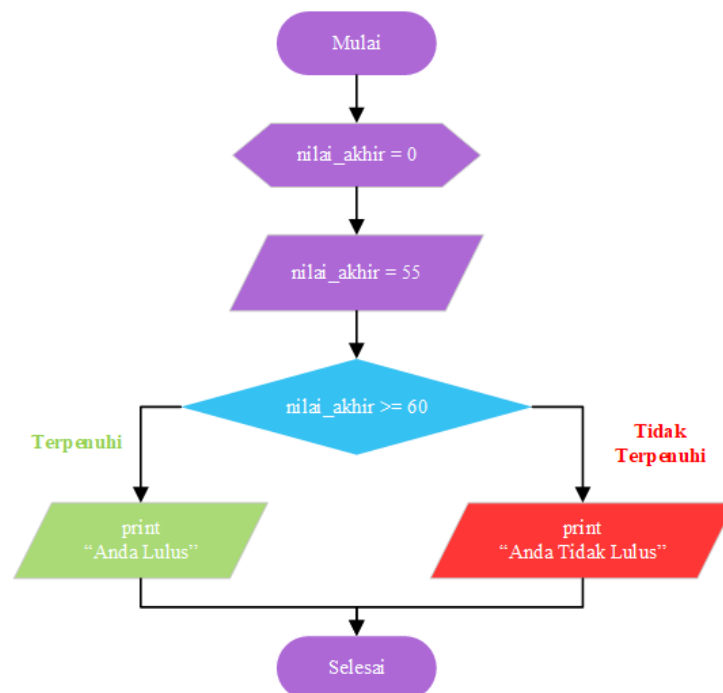 Mulai
nilai_akhir = 0
nilai_akhir = 55
nilai_akhir >= 60
Terpenuhi
Tidak
Terpenuhi
print
“Anda Lulus”
print
“Anda Tidak Lulus”
Selesai